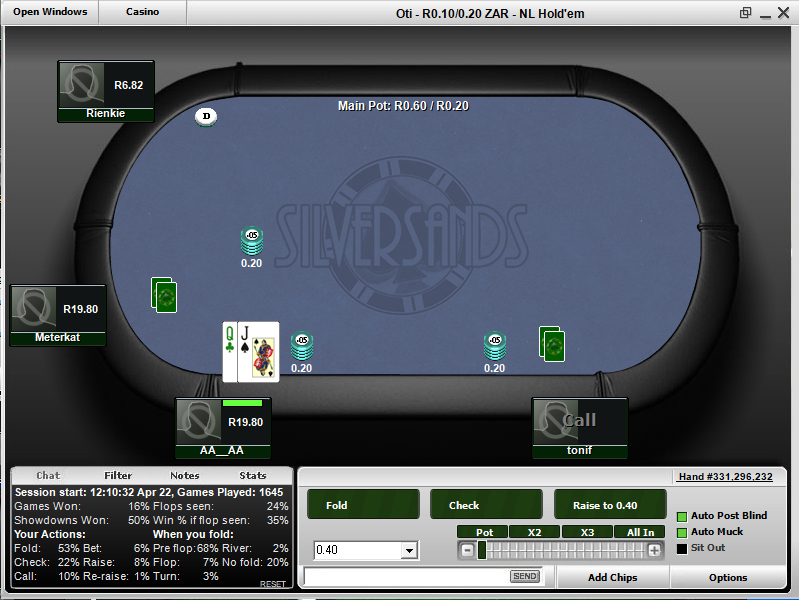 Open Windows Casino Oti - R0.10/0.20 ZAR - NL Hold'em
R6.82
Rienkie
D
Main Pot: R0.60 / R0.20
SILVERSANDS
.05
0.20
R19.80
Meterkat
Q J
.05
0.20
.05
0.20
R19.80
AA__AA
Call
tonif
Chat Filter Notes Stats
Session start: 12:10:32 Apr 22, Games Played: 1645
Games Won: 16% Flops seen: 24%
Showdowns Won: 50% Win % if flop seen: 35%
Your Actions: When you fold:
Fold: 53% Bet: 6% Pre flop: 68% River: 2%
Check: 22% Raise: 8% Flop: 7% No fold: 20%
Call: 10% Re-raise: 1% Turn: 3%
RESET
Hand #331,296,232
Fold Check Raise to 0.40
Auto Post Blind
Auto Muck
Sit Out
Pot X2 X3 All In
0.40
SEND
Add Chips Options